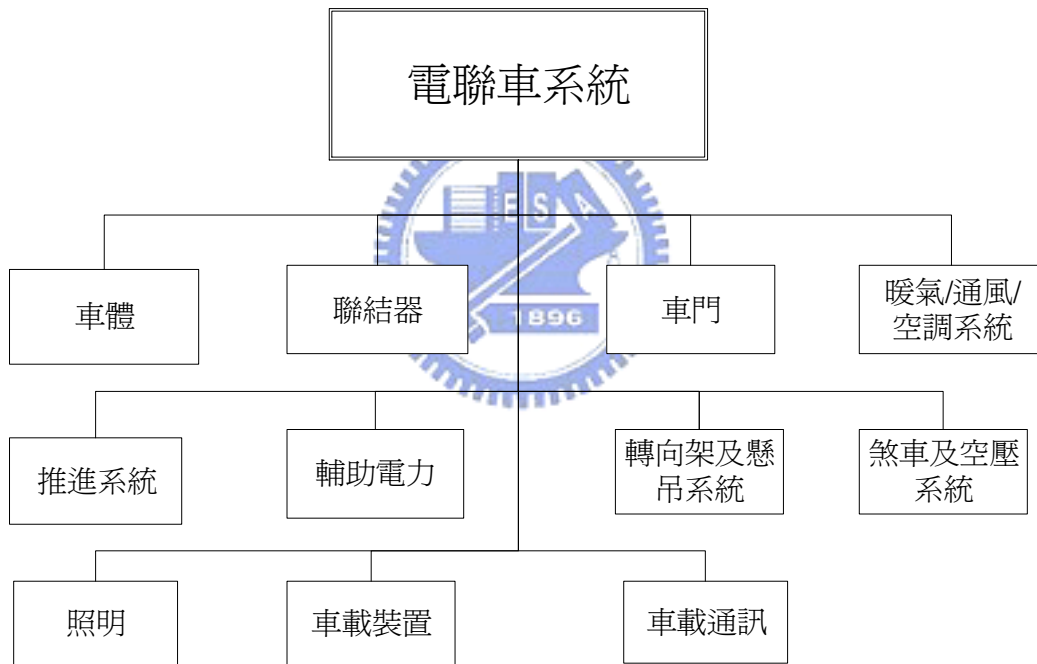 電聯車系統
ESA
1896
車體
聯結器
車門
暖氣/通風/
空調系統
推進系統
輔助電力
轉向架及懸
吊系統
煞車及空壓
系統
照明
車載裝置
車載通訊